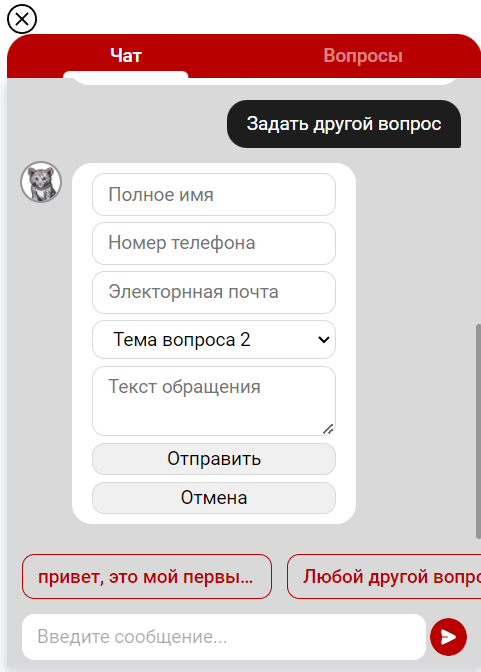 Чат
Вопросы
Задать другой вопрос
Полное имя
Номер телефона
Электорнная почта
Тема вопроса 2
Текст обращения
Отправить
Отмена
привет, это мой первы...
Любой другой вопро
Введите сообщение...